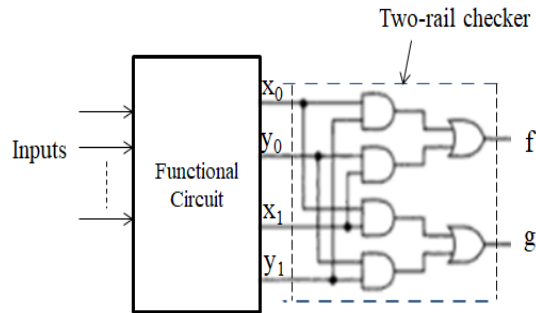 Two-rail checker
x0
y0
Inputs
Functional
Circuit
x1
y1
f
g